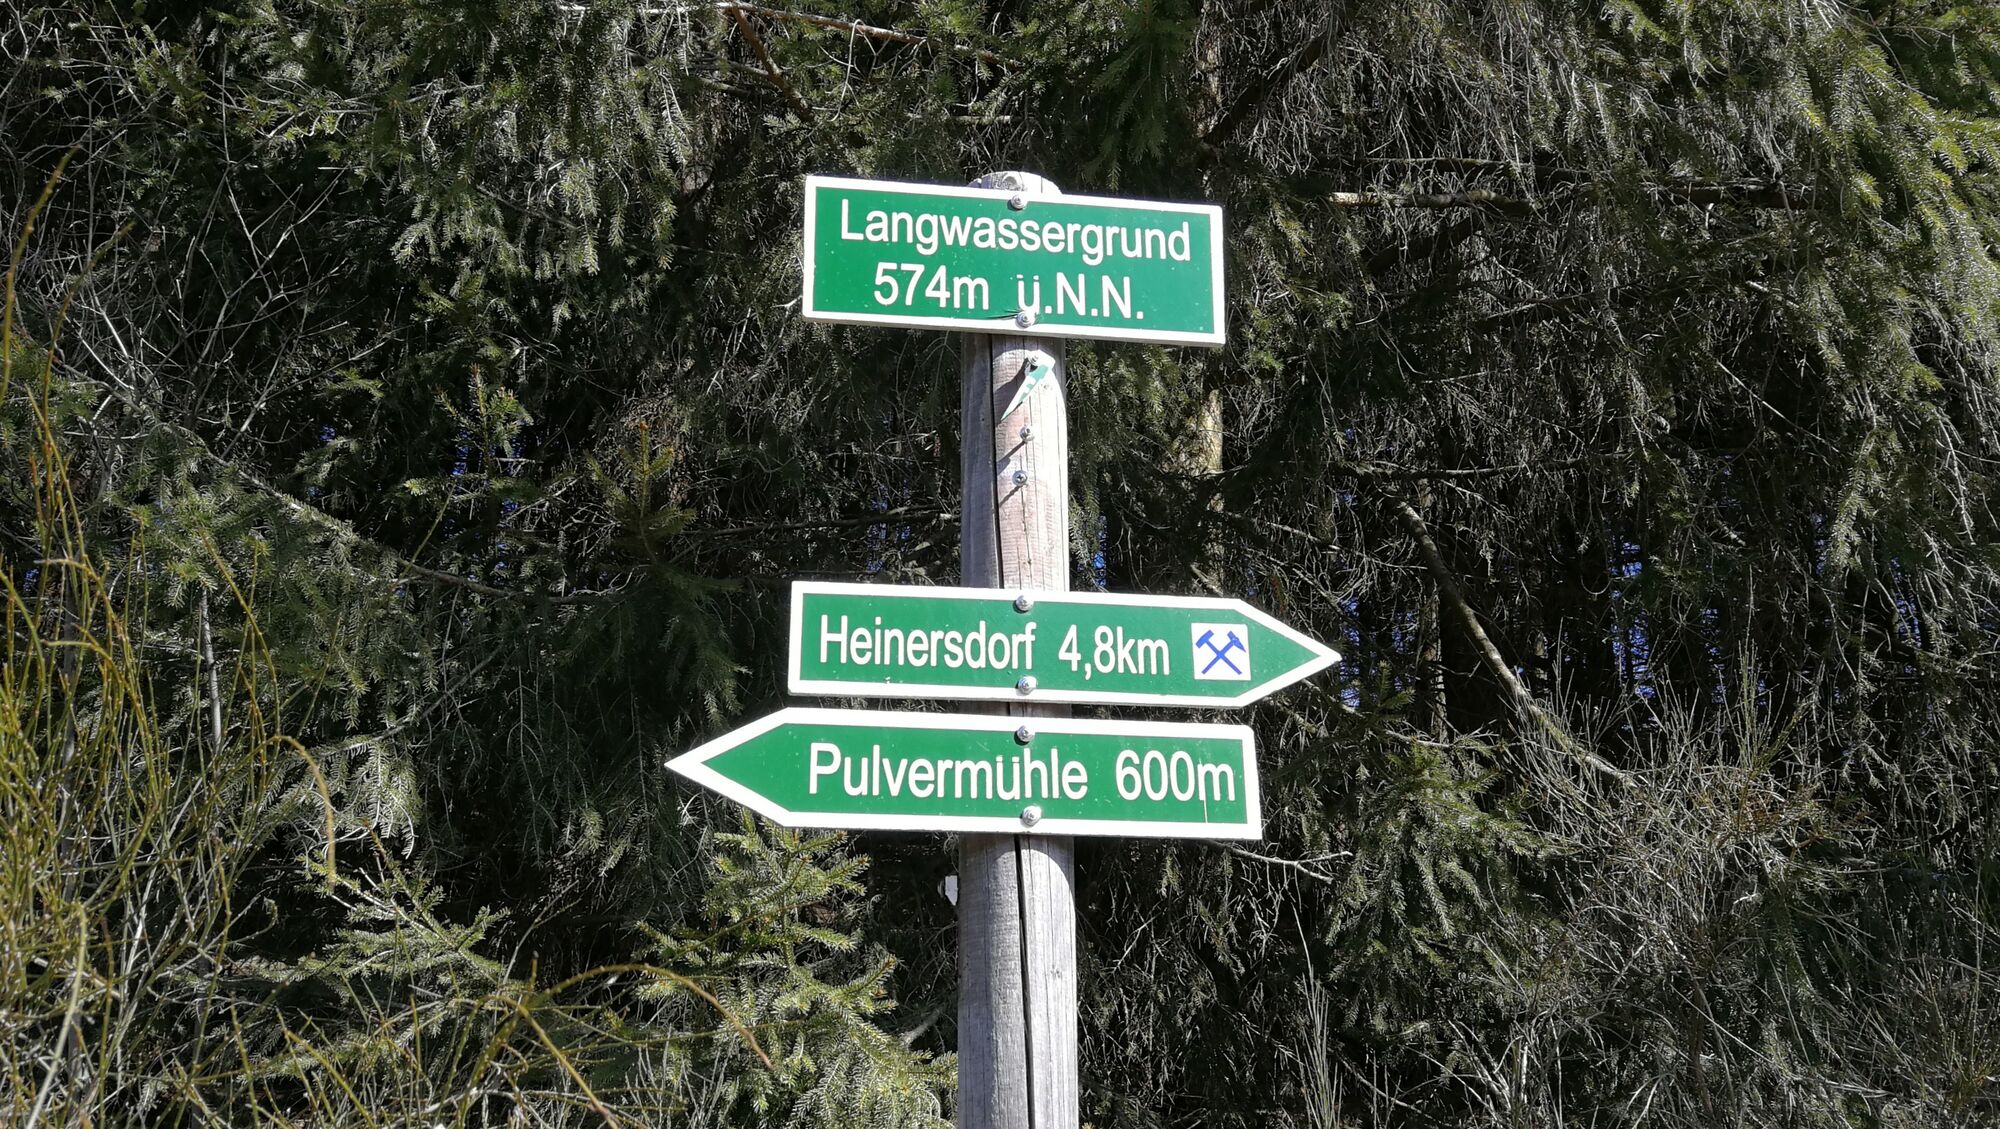 Langwassergrund
574m ü.N.N.
Heinersdorf 4,8km
Pulvermühle 600m